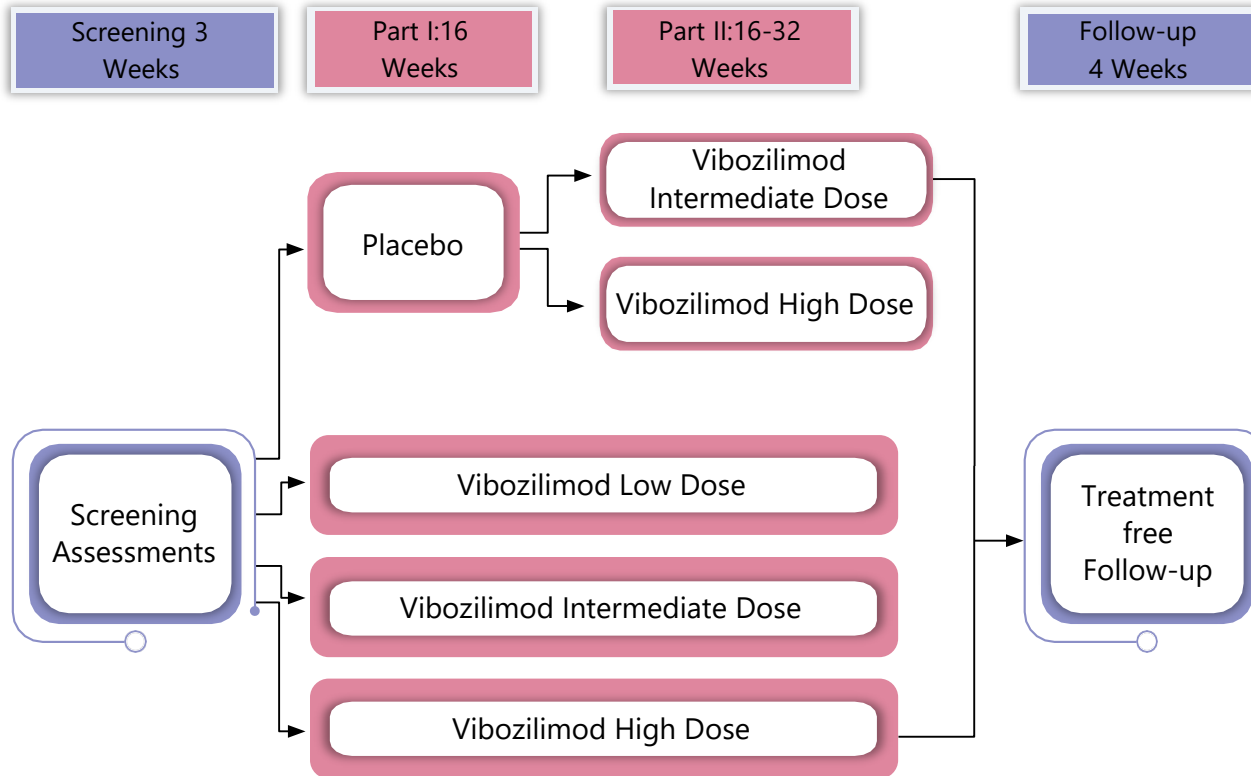 Screening 3
Weeks
Part I:16
Weeks
Part II:16-32
Weeks
Follow-up
4 Weeks
Placebo
Vibozilimod
Intermediate Dose
Vibozilimod High Dose
Screening
Assessments
Vibozilimod Low Dose
Vibozilimod Intermediate Dose
Vibozilimod High Dose
Treatment
free
Follow-up